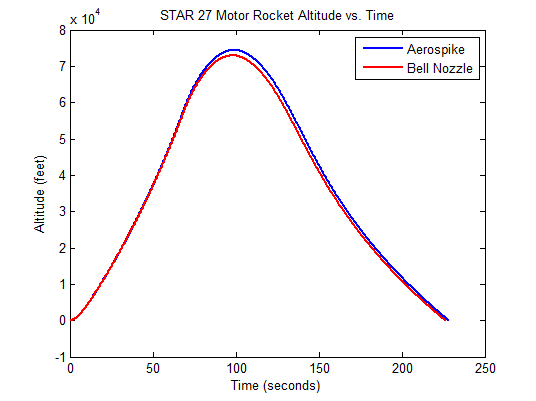 STAR 27 Motor Rocket Altitude vs. Time
x 10^4
8
7
6
5
4
3
2
1
0
-1
Altitude (feet)
Aerospike
Bell Nozzle
0 50 100 150 200 250
Time (seconds)